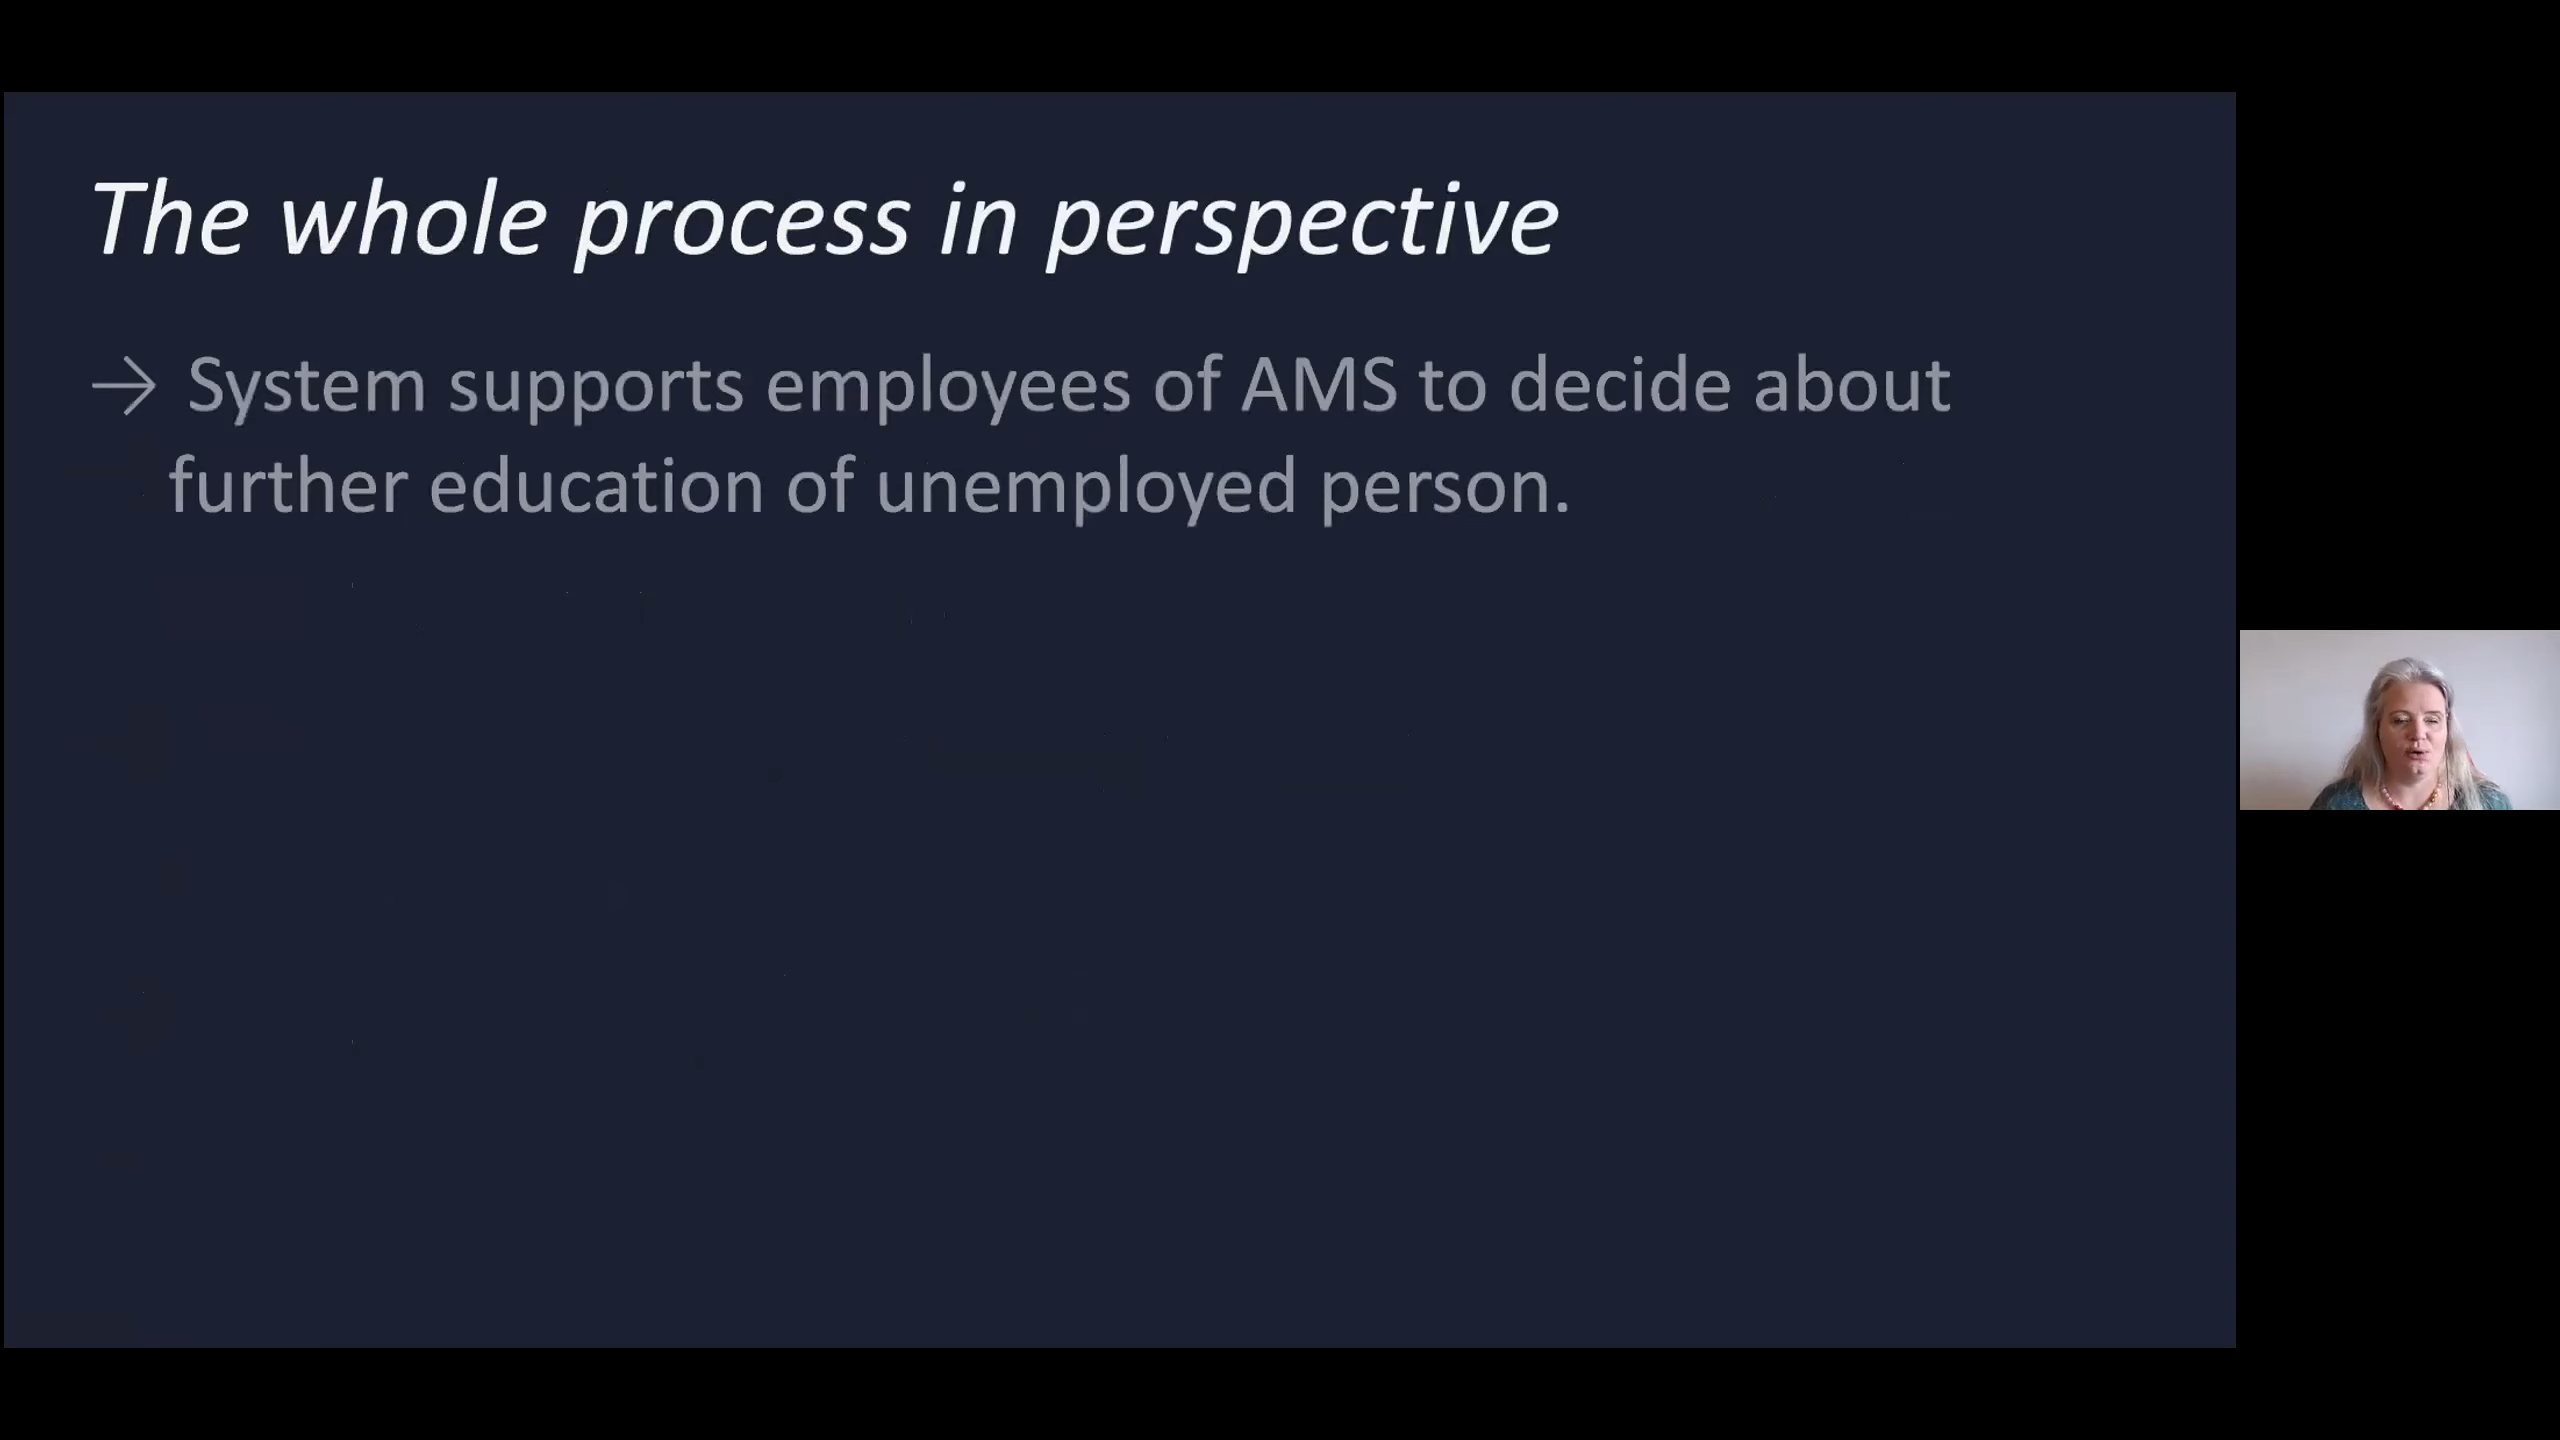 The whole process in perspective
→ System supports employees of AMS to decide about
further education of unemployed person.